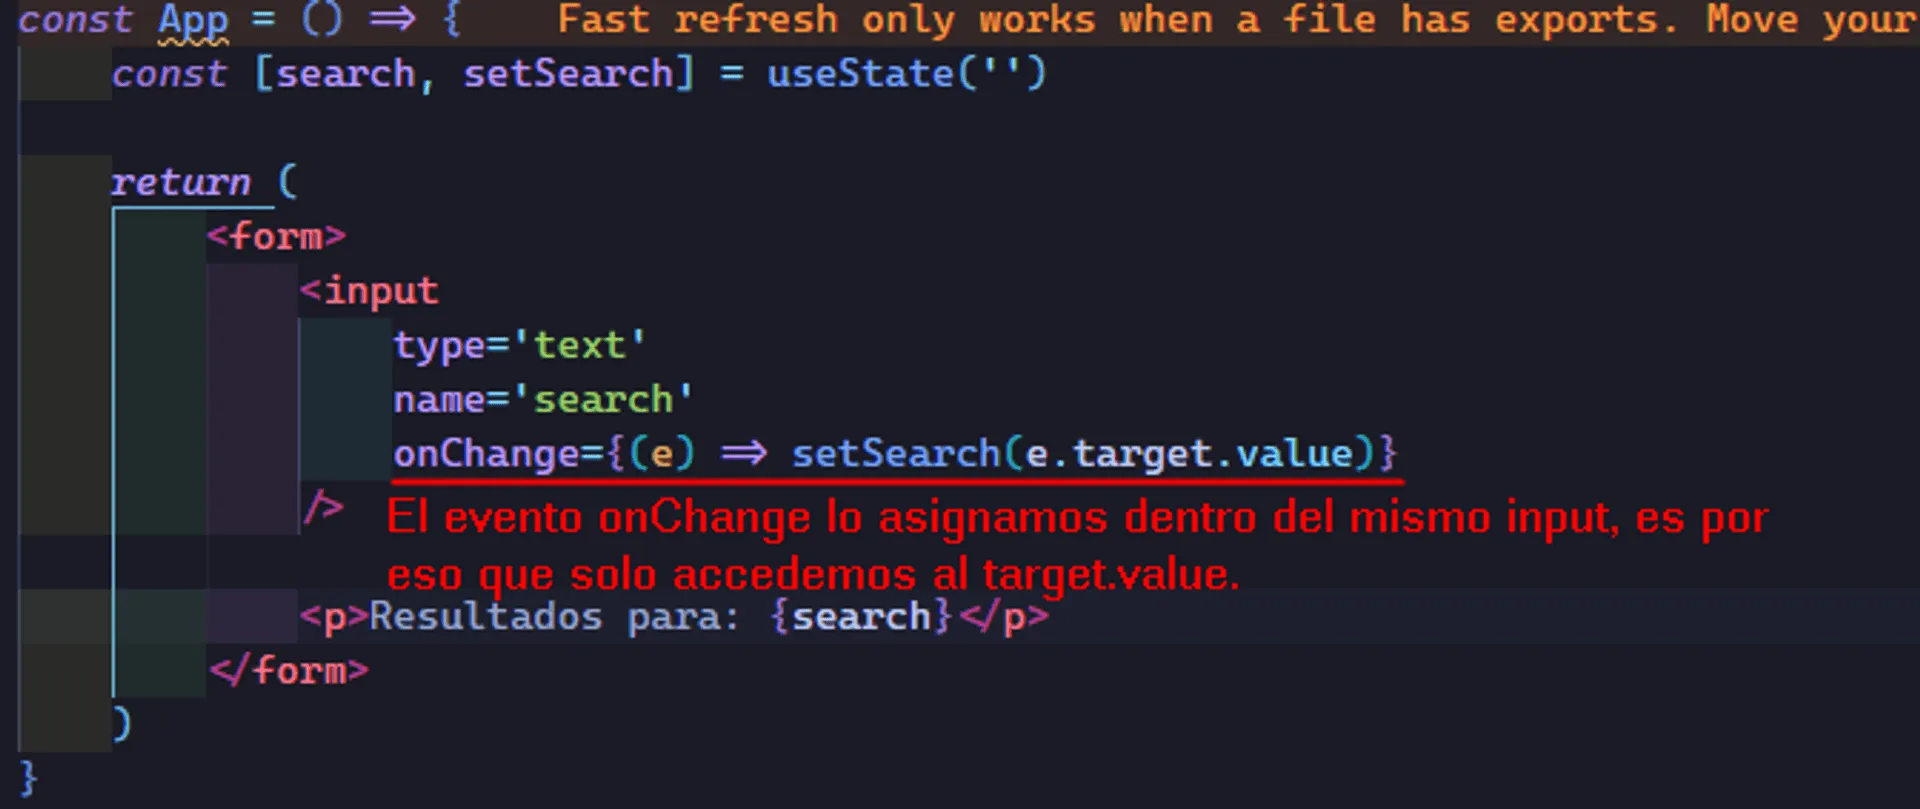 const App = () => { Fast refresh only works when a file has exports. Move your
const [search, setSearch] = useState('')
return (
<form>
<input
type='text'
name='search'
onChange={(e) => setSearch(e.target.value)}
/>
El evento onChange lo asignamos dentro del mismo input, es por
eso que solo accedemos al target.value.
<p>Resultados para: {search}</p>
</form>
)
}